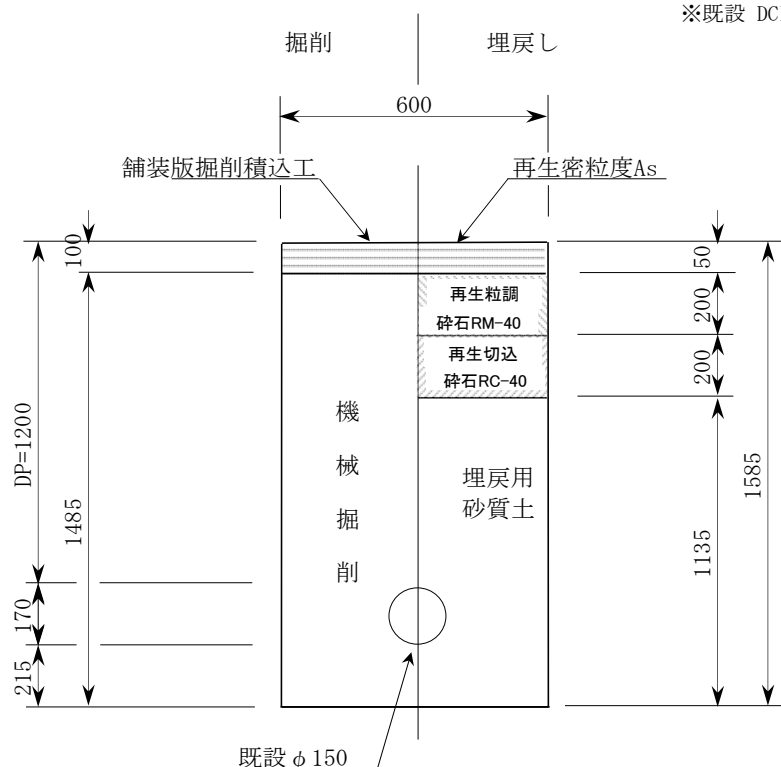 ※既設 DC
掘削
埋戻し
600
舗装版掘削積込工
再生密粒度As
100
50
再生粒調
砕石RM-40
200
再生切込
砕石RC-40
200
機械掘削
埋戻用
砂質土
DP=1200
1485
1135
1585
170
215
既設φ150